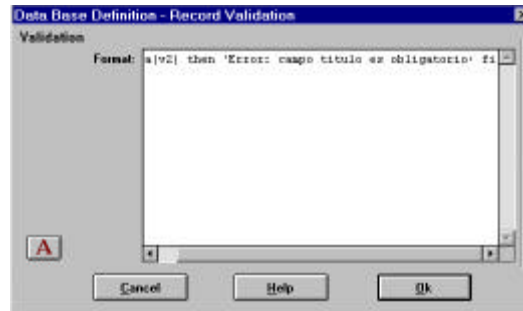 Data Base Definition - Record Validation
Validation
Format: a(v2) then 'Error: campo titulo es obligatorio' fi
A
Cancel Help Ok